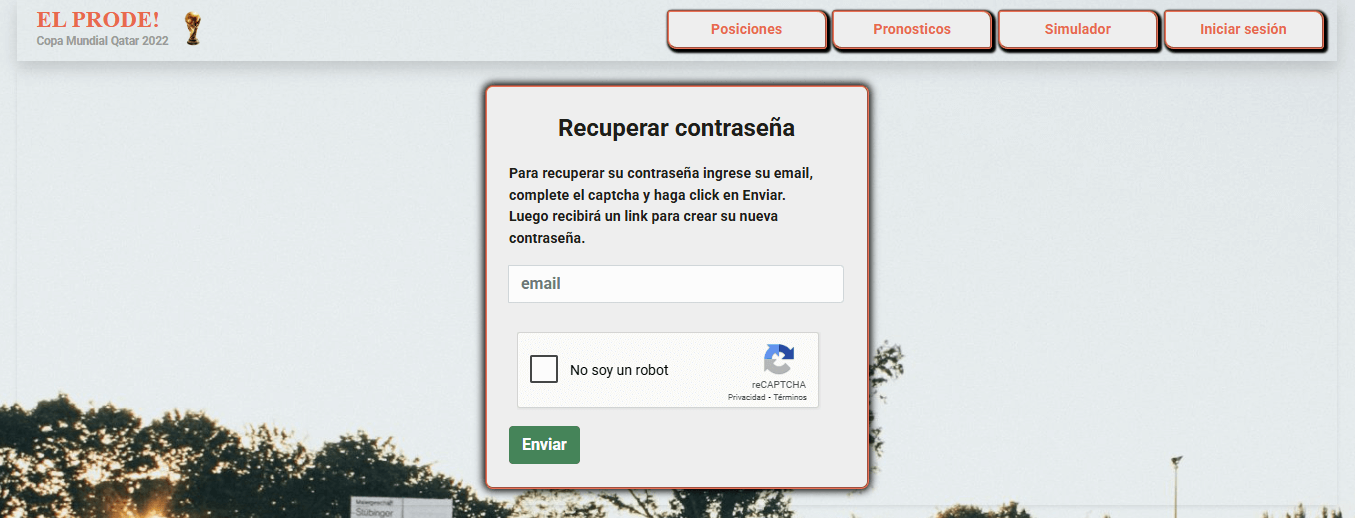 EL PRODE!
Copa Mundial Qatar 2022
Posiciones
Pronosticos
Simulador
Iniciar sesión
Recuperar contraseña
Para recuperar su contraseña ingrese su email,
complete el captcha y haga click en Enviar.
Luego recibirá un link para crear su nueva
contraseña.
email
No soy un robot
reCAPTCHA
Privacidad - Términos
Enviar
Stübinger